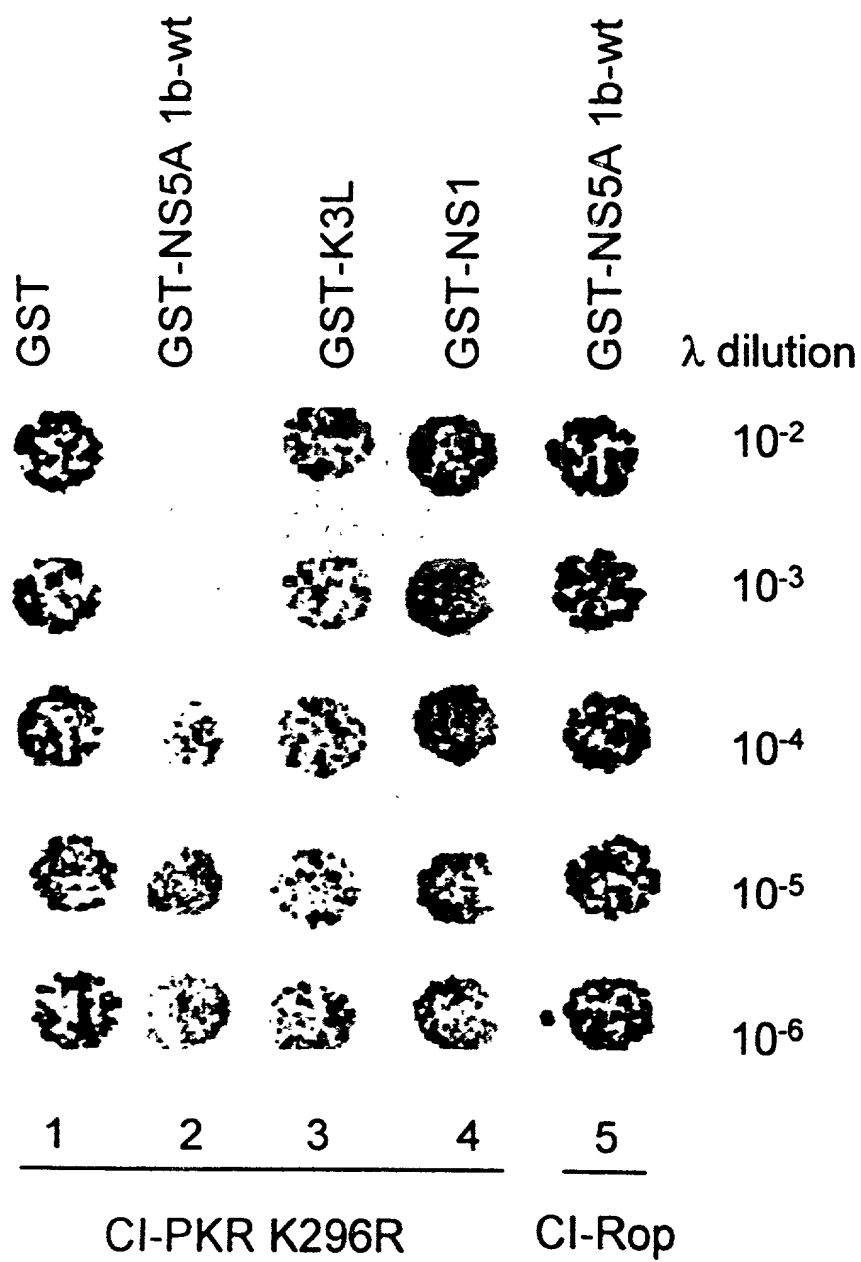 GST
GST-NS5A 1b-wt
GST-K3L
GST-NS1
GST-NS5A 1b-wt
λ dilution
10-2
10-3
10-4
10-5
10-6
1 2 3 4 5
CI-PKR K296R CI-Rop